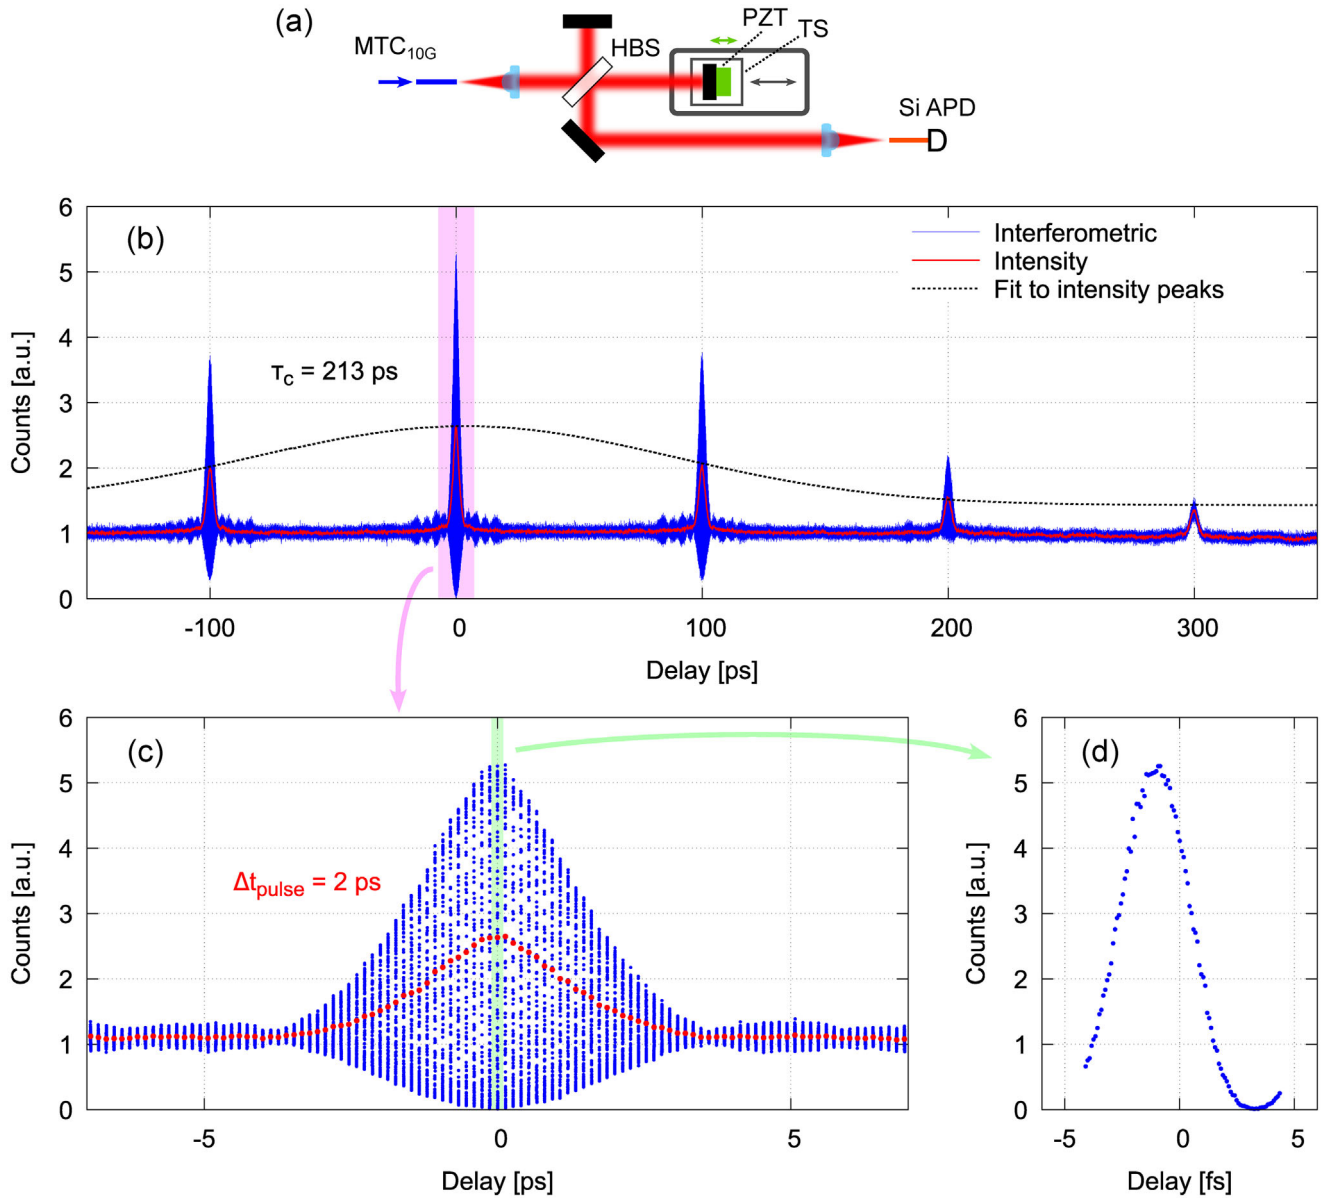 (a)
MTC10G
HBS
PZT
TS
Si APD
D
(b)
Interferometric
Intensity
Fit to intensity peaks
τc = 213 ps
Counts [a.u.]
6
5
4
3
2
1
0
-100
0
100
200
300
Delay [ps]
(c)
Δtpulse = 2 ps
Counts [a.u.]
6
5
4
3
2
1
0
-5
0
5
Delay [ps]
(d)
Counts [a.u.]
6
5
4
3
2
1
0
-5
0
5
Delay [fs]